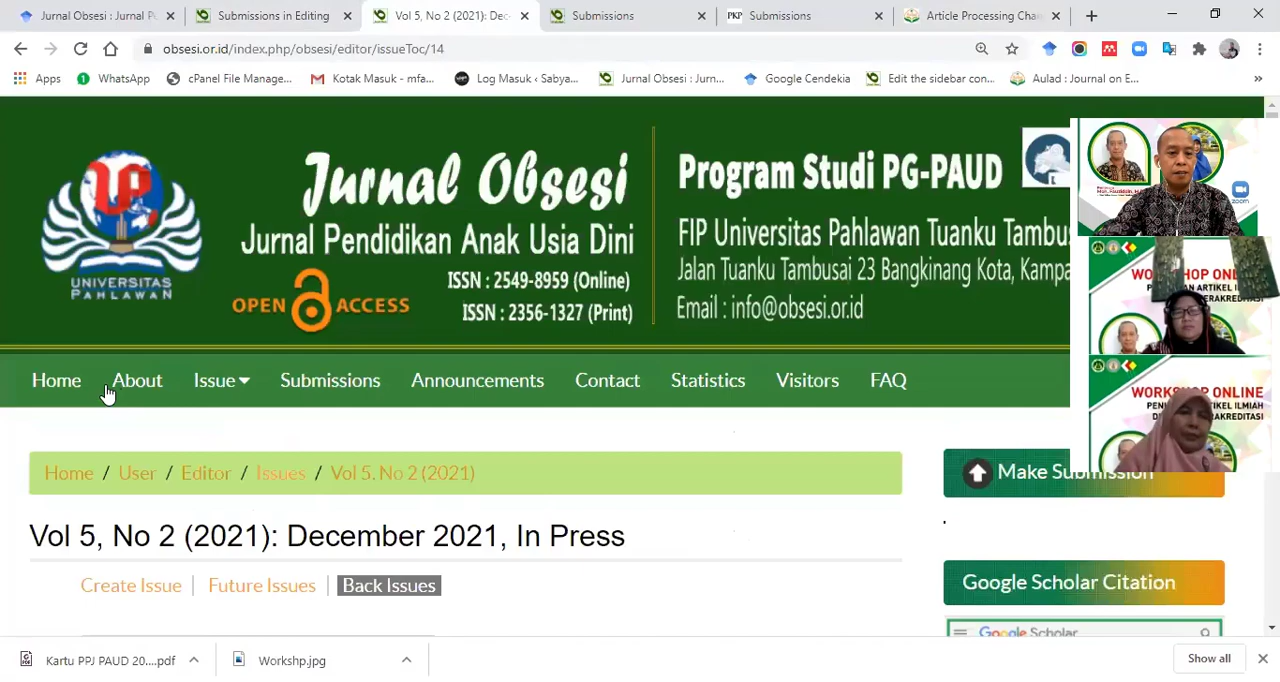 Jurnal Obsesi : Jurnal P
Submissions in Editing
Vol 5, No 2 (2021): Dec
Submissions
PKP Submissions
Article Processing Cha
obsesi.or.id/index.php/obsesi/editor/issueToc/14
Apps
WhatsApp
cPanel File Manage...
Kotak Masuk - mfa...
Log Masuk ‹ Sabya...
Jurnal Obsesi : Jurn...
Google Cendekia
Edit the sidebar con...
Aulad : Journal on E...
UP
UNIVERSITAS
PAHLAWAN
Jurnal Obsesi
Jurnal Pendidikan Anak Usia Dini
OPEN ACCESS
ISSN : 2549-8959 (Online)
ISSN : 2356-1327 (Print)
Program Studi PG-PAUD
FIP Universitas Pahlawan Tuanku Tambu
Jalan Tuanku Tambusai 23 Bangkinang Kota, Kampa
Email : info@obsesi.or.id
zoom
WORKSHOP ONLINE
Home
About
Issue
Submissions
Announcements
Contact
Statistics
Visitors
FAQ
Home / User / Editor / Issues / Vol 5, No 2 (2021)
Make Submission
Vol 5, No 2 (2021): December 2021, In Press
Create Issue
Future Issues
Back Issues
Google Scholar Citation
Google Scholar
Kartu PPJ PAUD 20....pdf
Workshp.jpg
Show all